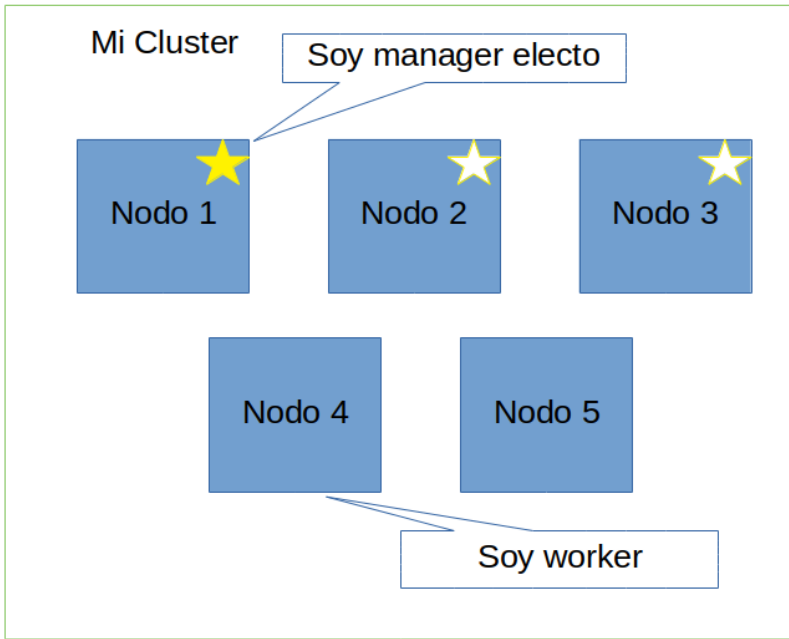 Mi Cluster
Soy manager electo
Nodo 1
Nodo 2
Nodo 3
Nodo 4
Nodo 5
Soy worker